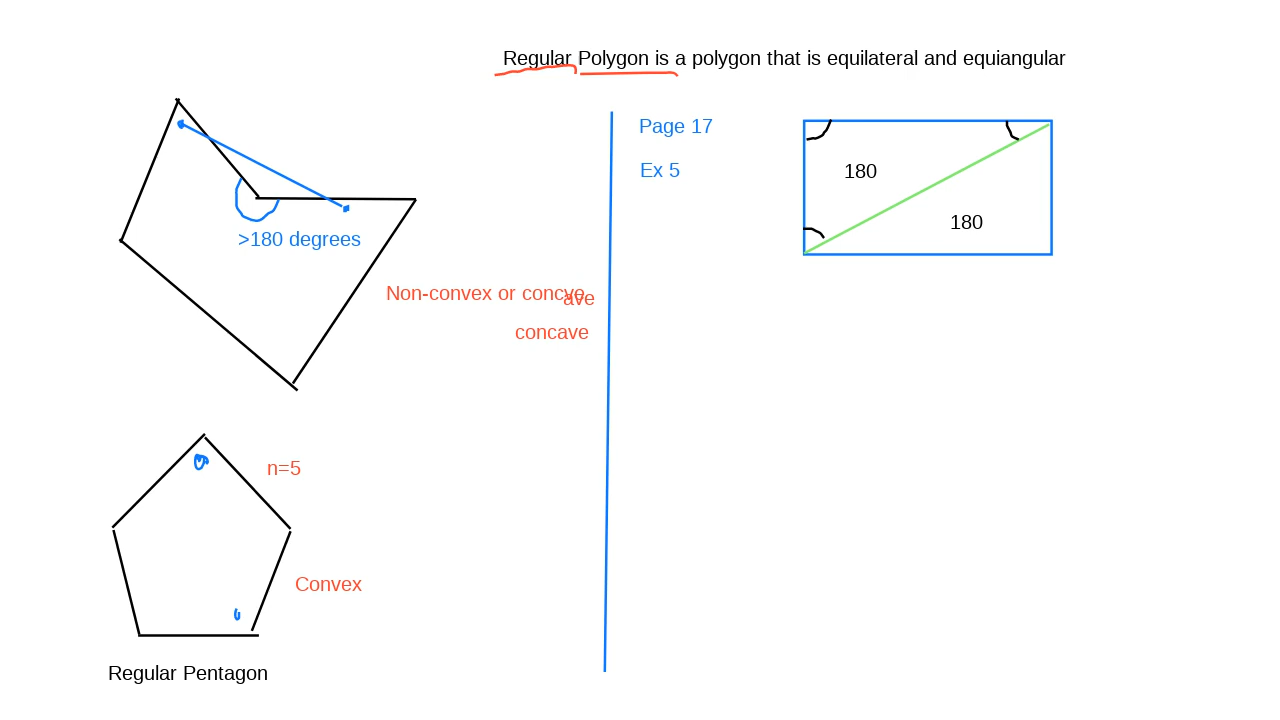 Regular Polygon is a polygon that is equilateral and equiangular
>180 degrees
Non-convex or concve
ave
concave
n=5
Convex
Regular Pentagon
Page 17
Ex 5
180
180